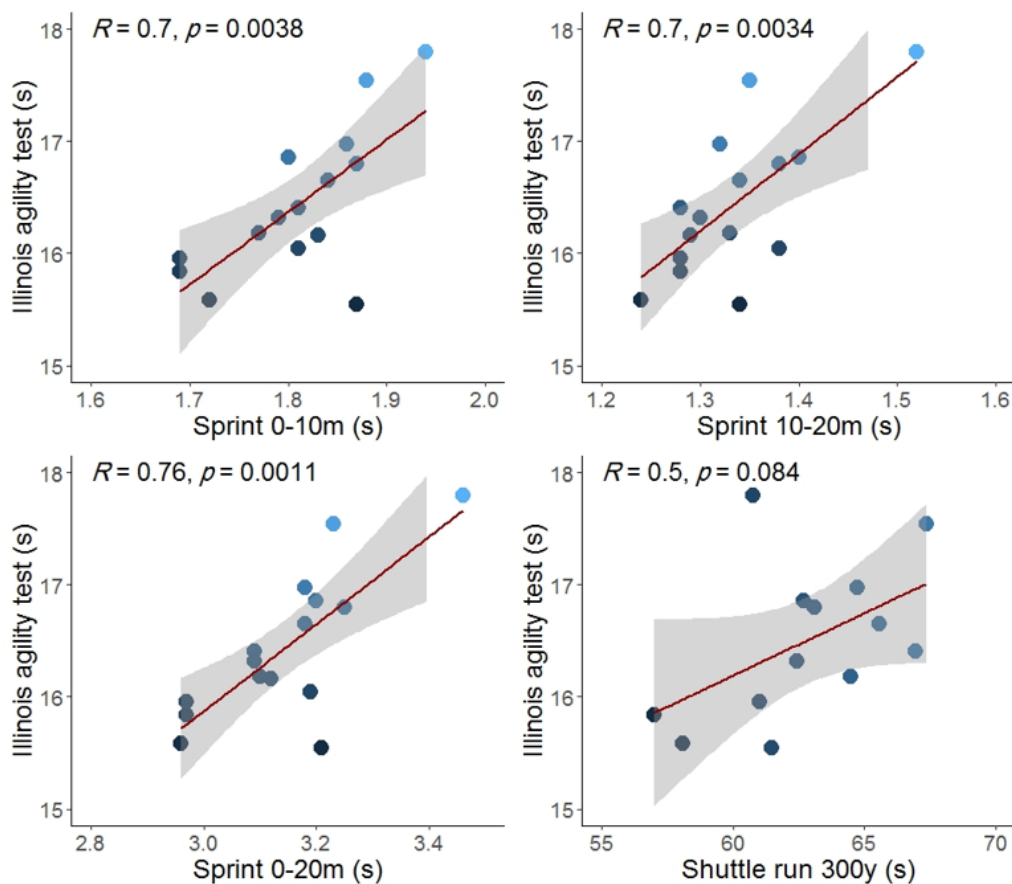 R = 0.7, p = 0.0038
Illinois agility test (s)
18
17
16
15
1.6 1.7 1.8 1.9 2.0
Sprint 0-10m (s)
R = 0.7, p = 0.0034
Illinois agility test (s)
18
17
16
15
1.2 1.3 1.4 1.5 1.6
Sprint 10-20m (s)
R = 0.76, p = 0.0011
Illinois agility test (s)
18
17
16
15
2.8 3.0 3.2 3.4
Sprint 0-20m (s)
R = 0.5, p = 0.084
Illinois agility test (s)
18
17
16
15
55 60 65 70
Shuttle run 300y (s)